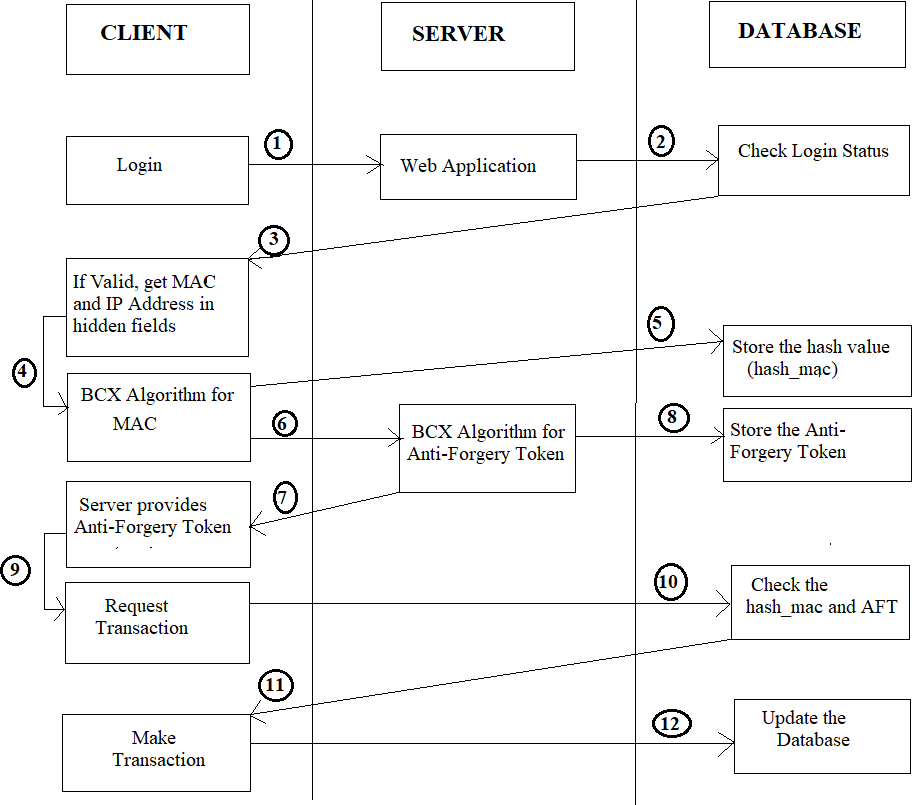 CLIENT
SERVER
DATABASE
1
2
Login
Web Application
Check Login Status
3
If Valid, get MAC
and IP Address in
hidden fields
4
5
Store the hash value
(hash_mac)
BCX Algorithm for
MAC
6
BCX Algorithm for
Anti-Forgery Token
8
Store the Anti-
Forgery Token
7
Server provides
Anti-Forgery Token
9
10
Request
Transaction
Check the
hash_mac and AFT
11
12
Make
Transaction
Update the
Database